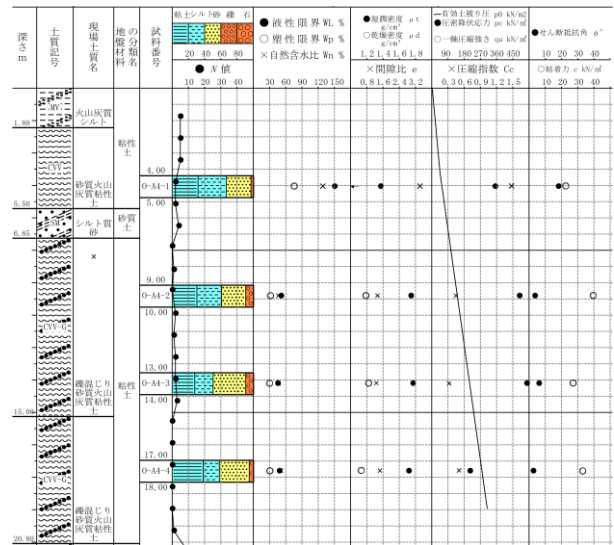 深さ m
土質記号
現場土質名
地盤材料の分類名
試料番号
粘土 シルト 砂 礫 石
20 40 60 80
● N 値
10 20 30 40
● 液性限界 WL %
○ 塑性限界 Wp %
× 自然含水比 Wn %
30 60 90 120 150
●湿潤密度 ρt g/cm³
○乾燥密度 ρd g/cm³
1.2 1.4 1.6 1.8 2.2
×間隙比 e
0.8 1.6 2.4 3.2
—有効土被り圧 p0 kN/m2
●圧密降伏応力 pc kN/㎡
○一軸圧縮強さ qu kN/㎡
90 180 270 360 450
×圧縮指数 Cc
0.3 0.6 0.9 1.2 1.5
●せん断抵抗角 φ°
10 20 30 40
○粘着力 c kN/㎡
10 20 30 40
MV
火山灰質シルト
1.80
粘性土
CVV
4.00
砂質火山灰質粘性土
O-A4-1
5.50
5.00
SM
シルト質砂
砂質土
6.85
×
9.00
O-A4-2
10.00
CVV-G
13.00
礫混じり砂質火山灰質粘性土
粘性土
O-A4-3
14.00
15.00
17.00
O-A4-4
CVV-G
18.00
礫混じり砂質火山灰質粘性土
20.80